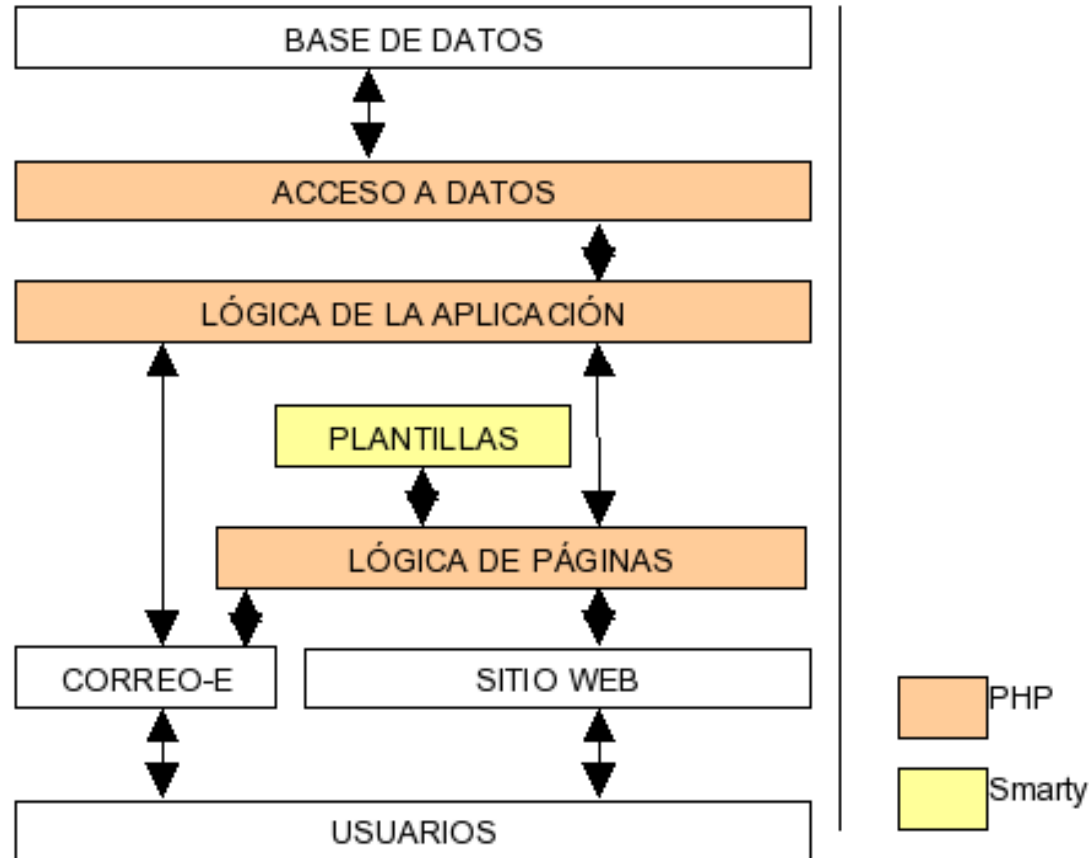 BASE DE DATOS
ACCESO A DATOS
LÓGICA DE LA APLICACIÓN
PLANTILLAS
LÓGICA DE PÁGINAS
CORREO-E
SITIO WEB
USUARIOS
PHP
Smarty